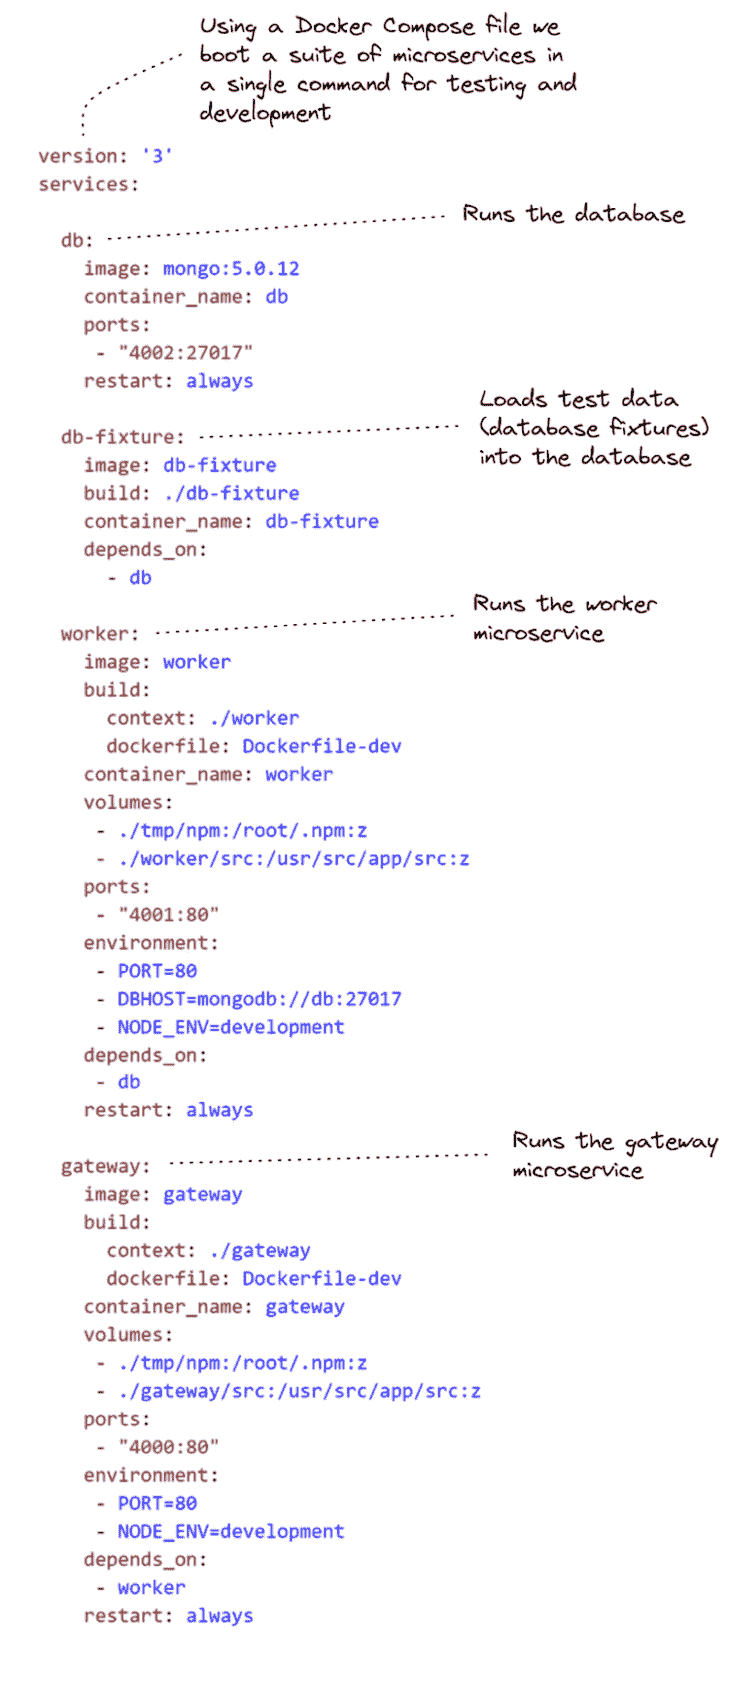 Using a Docker Compose file we
boot a suite of microservices in
a single command for testing and
development
version: '3'
services:
Runs the database
db:
image: mongo:5.0.12
container_name: db
ports:
- "4002:27017"
restart: always
Loads test data
(database fixtures)
into the database
db-fixture:
image: db-fixture
build: ./db-fixture
container_name: db-fixture
depends_on:
- db
Runs the worker
microservice
worker:
image: worker
build:
context: ./worker
dockerfile: Dockerfile-dev
container_name: worker
volumes:
- ./tmp/npm:/root/.npm:z
- ./worker/src:/usr/src/app/src:z
ports:
- "4001:80"
environment:
- PORT=80
- DBHOST=mongodb://db:27017
- NODE_ENV=development
depends_on:
- db
restart: always
Runs the gateway
microservice
gateway:
image: gateway
build:
context: ./gateway
dockerfile: Dockerfile-dev
container_name: gateway
volumes:
- ./tmp/npm:/root/.npm:z
- ./gateway/src:/usr/src/app/src:z
ports:
- "4000:80"
environment:
- PORT=80
- NODE_ENV=development
depends_on:
- worker
restart: always